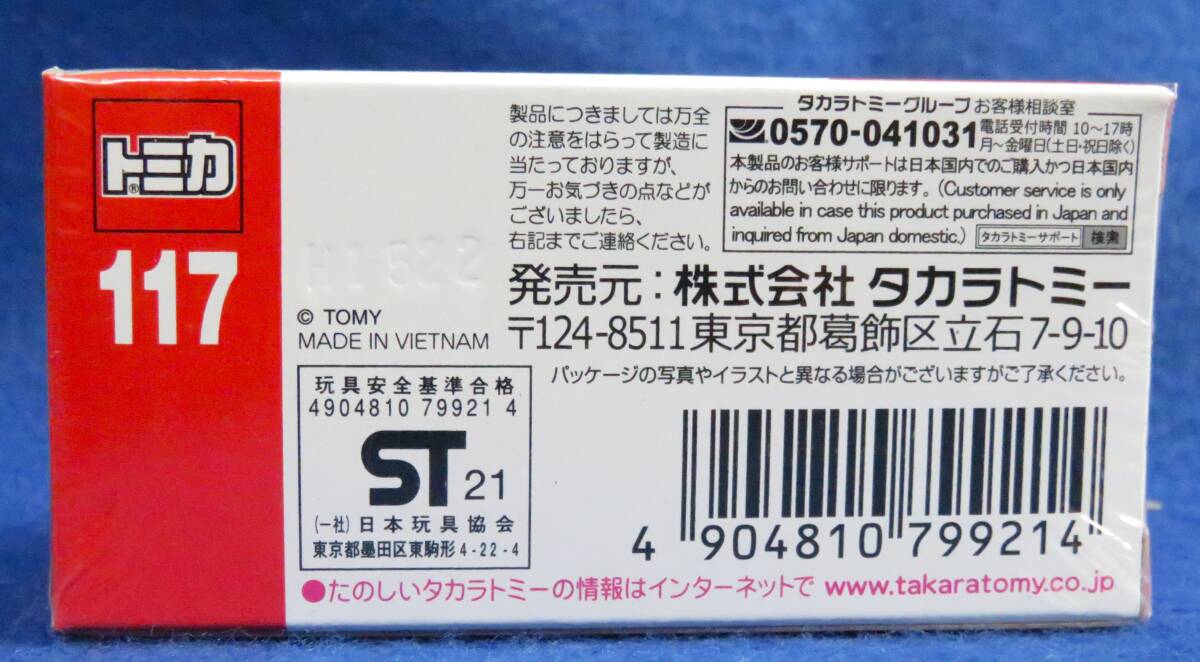 トミカ®
117
製品につきましては万全
の注意をはらって製造に
当たっておりますが、
万一お気づきの点などが
ございましたら、
右記までご連絡ください。
タカラトミーグループ お客様相談室
0570-041031 電話受付時間 10〜17時
月〜金曜日(土日・祝日除く)
本製品のお客様サポートは日本国内でのご購入かつ日本国内
からのお問い合わせに限ります。(Customer service is only
available in case this product purchased in Japan and
inquired from Japan domestic.) タカラトミーサポート 検索
© TOMY
MADE IN VIETNAM
発売元:株式会社 タカラトミー
〒124-8511 東京都葛飾区立石7-9-10
パッケージの写真やイラストと異なる場合がございますがご了承ください。
玩具安全基準合格
4904810 79921 4
ST 21
(一社)日本玩具協会
東京都墨田区東駒形4-22-4
4 904810 799214
●たのしいタカラトミーの情報はインターネットで www.takaratomy.co.jp